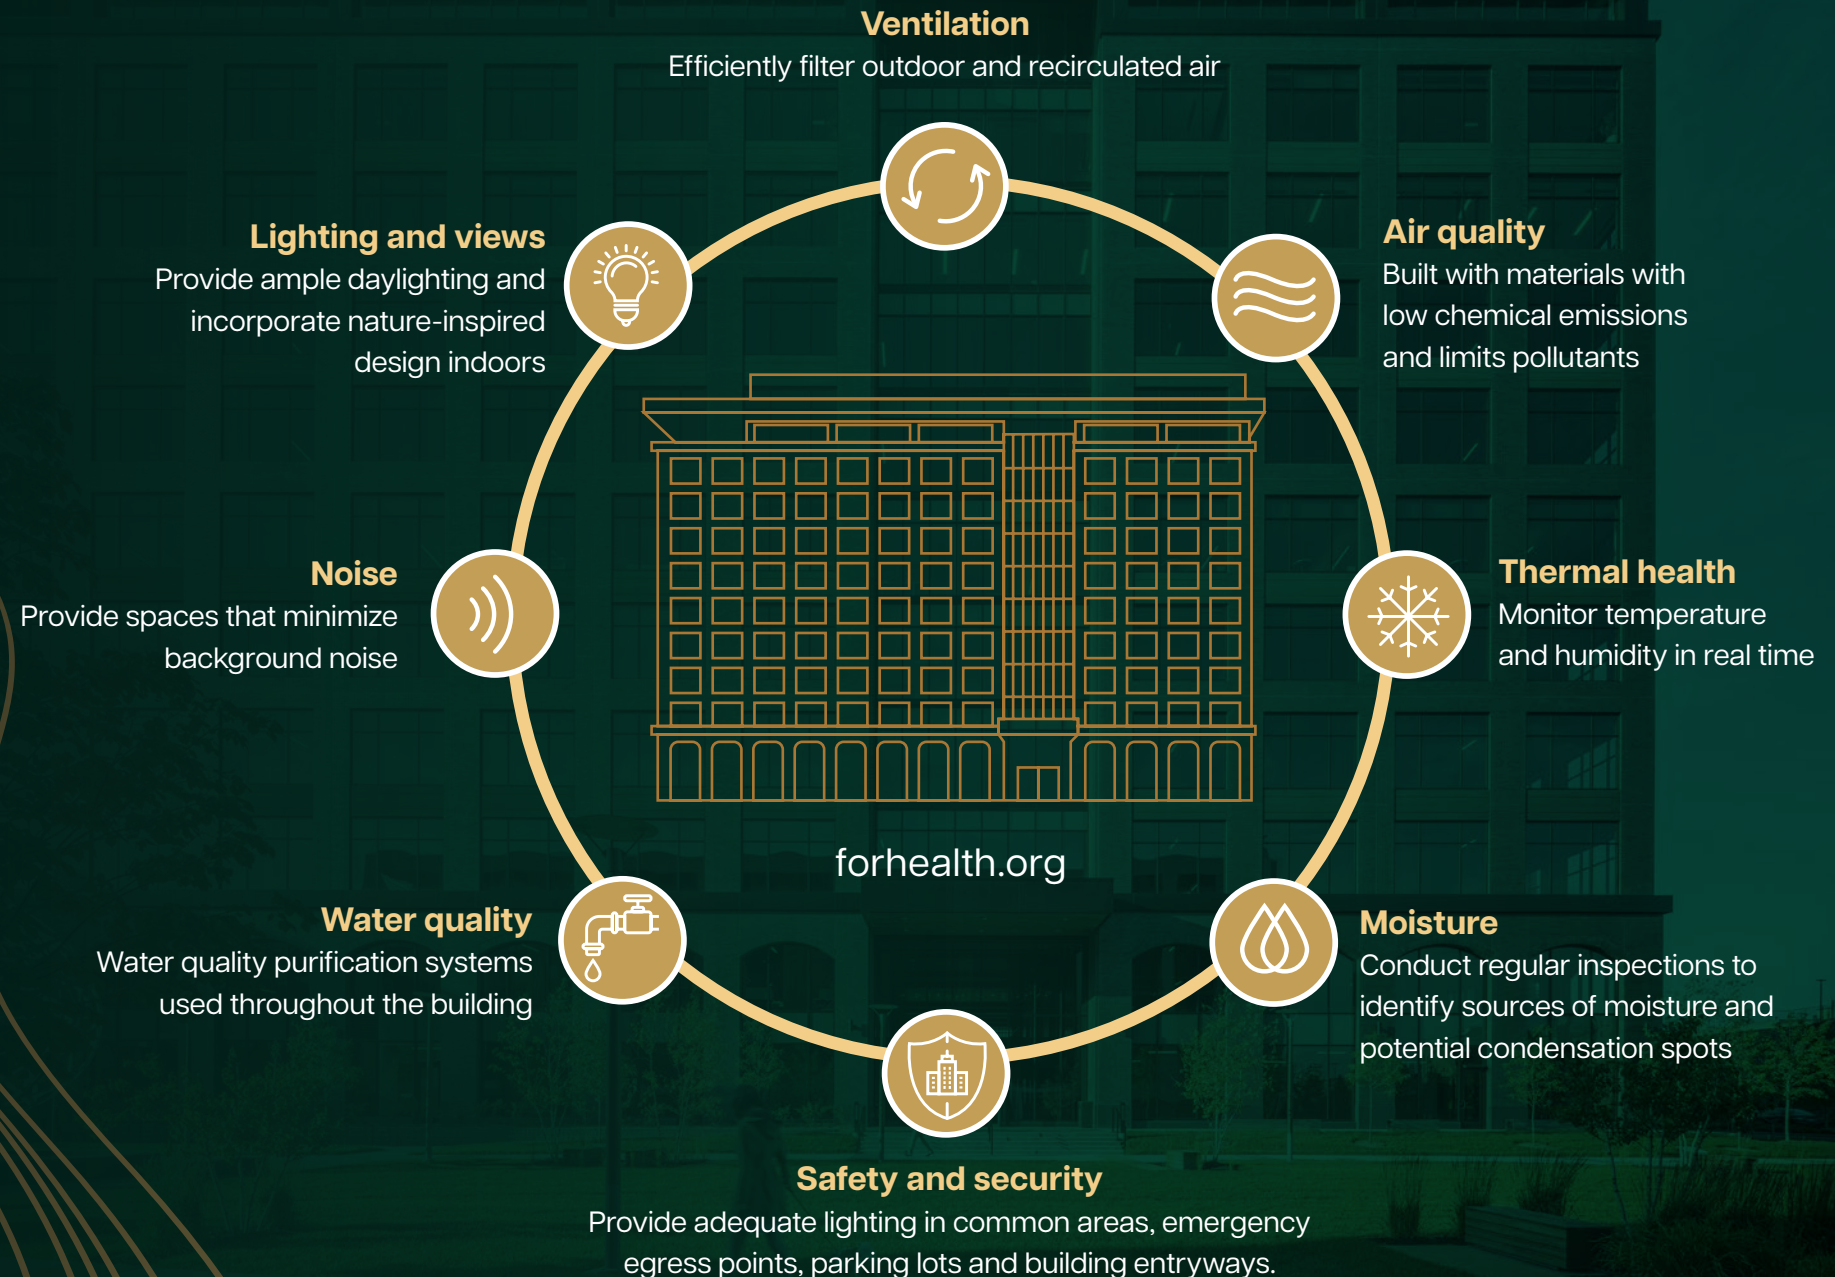 Ventilation
Efficiently filter outdoor and recirculated air
Air quality
Built with materials with
low chemical emissions
and limits pollutants
Thermal health
Monitor temperature
and humidity in real time
Moisture
Conduct regular inspections to
identify sources of moisture and
potential condensation spots
Safety and security
Provide adequate lighting in common areas, emergency
egress points, parking lots and building entryways.
Water quality
Water quality purification systems
used throughout the building
Noise
Provide spaces that minimize
background noise
Lighting and views
Provide ample daylighting and
incorporate nature-inspired
design indoors
forhealth.org